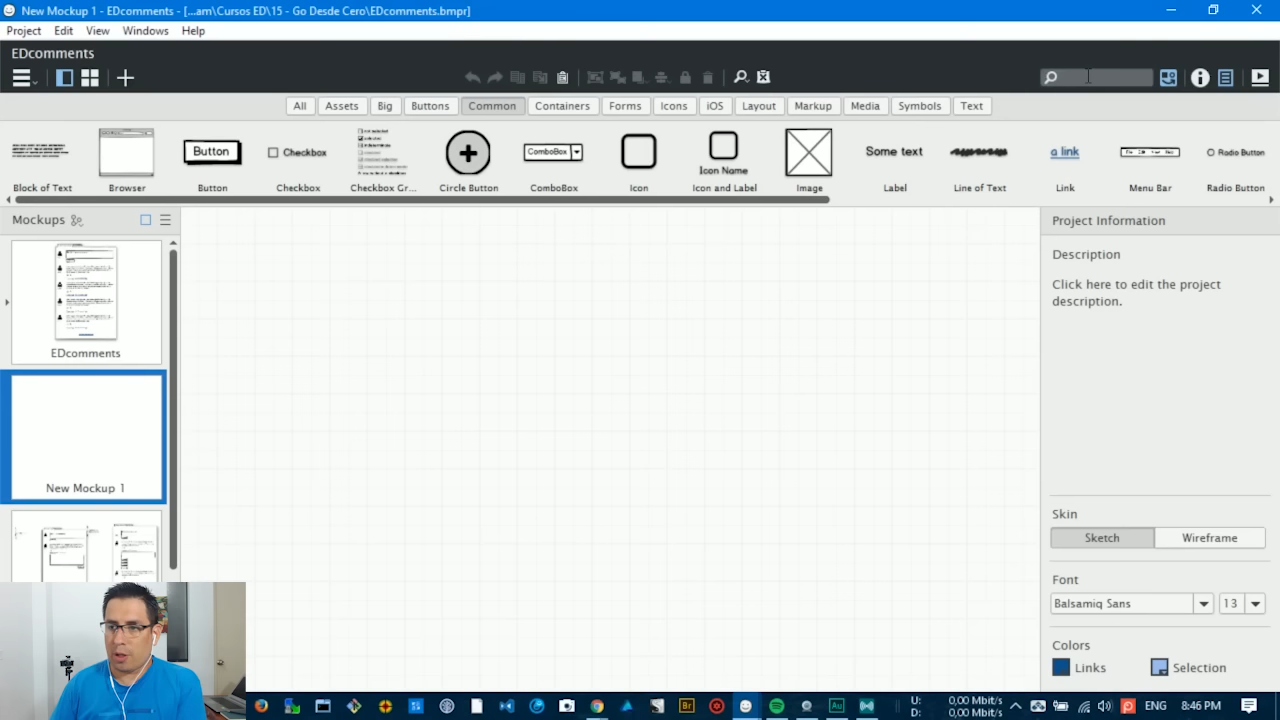 New Mockup 1 - EDcomments - [...am\Cursos ED\15 - Go Desde Cero\EDcomments.bmpr]
Project Edit View Windows Help
EDcomments
All Assets Big Buttons Common Containers Forms Icons iOS Layout Markup Media Symbols Text
Button Checkbox ComboBox Icon Name Some text a link Radio Button
Block of Text Browser Button Checkbox Checkbox Gr... Circle Button ComboBox Icon Icon and Label Image Label Line of Text Link Menu Bar Radio Button
Mockups
EDcomments
New Mockup 1
Project Information
Description
Click here to edit the project
description.
Skin
Sketch Wireframe
Font
Balsamiq Sans 13
Colors
Links Selection
Br Au
U: 0,00 Mbit/s
D: 0,00 Mbit/s
ENG 8:46 PM